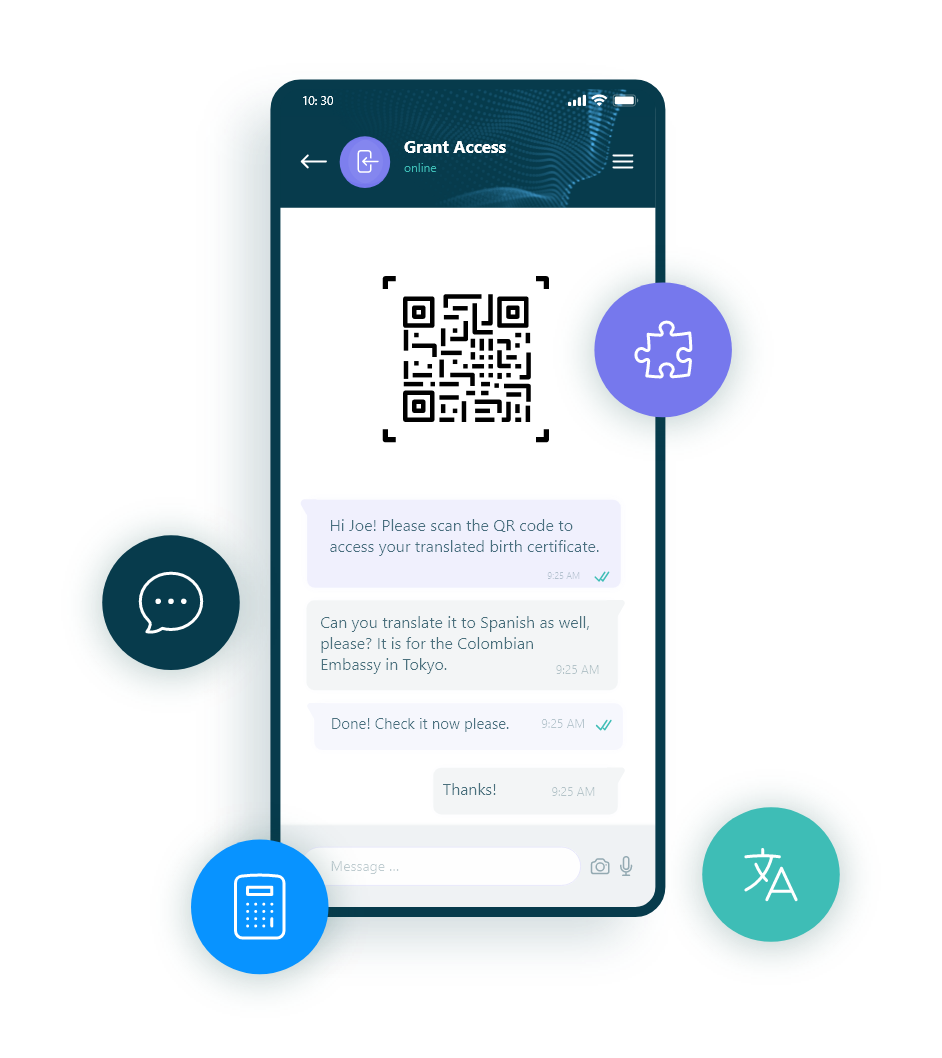 10: 30
Grant Access
online
Hi Joe! Please scan the QR code to
access your translated birth certificate.
9:25 AM
Can you translate it to Spanish as well,
please? It is for the Colombian
Embassy in Tokyo.
9:25 AM
Done! Check it now please.
9:25 AM
Thanks!
9:25 AM
Message ...
文A